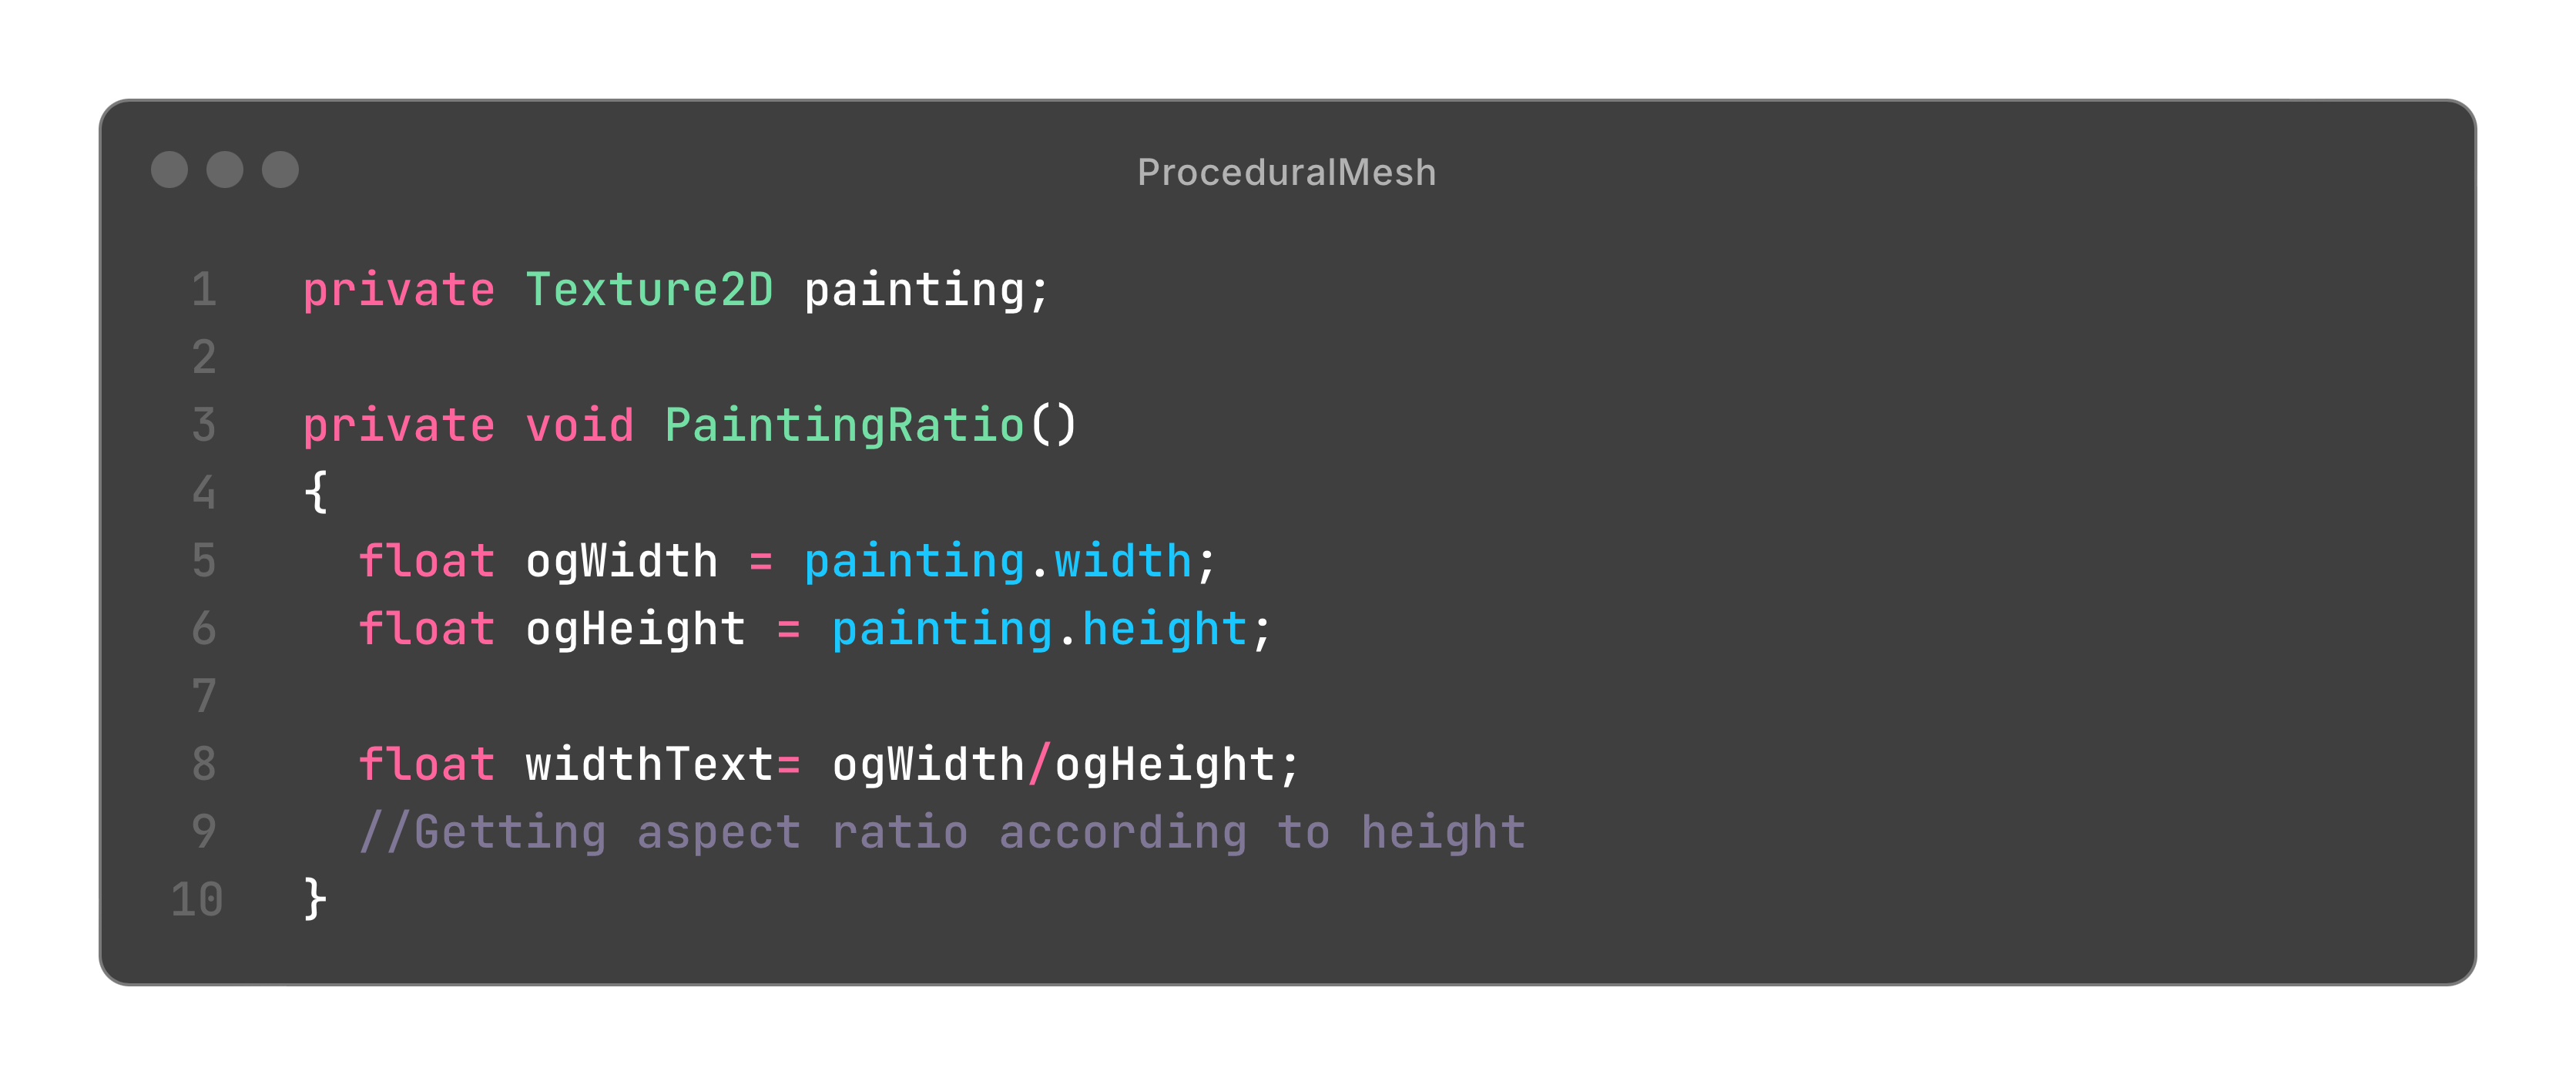 ProceduralMesh
1 private Texture2D painting;
2
3 private void PaintingRatio()
4 {
5   float ogWidth = painting.width;
6   float ogHeight = painting.height;
7
8   float widthText= ogWidth/ogHeight;
9   //Getting aspect ratio according to height
10 }